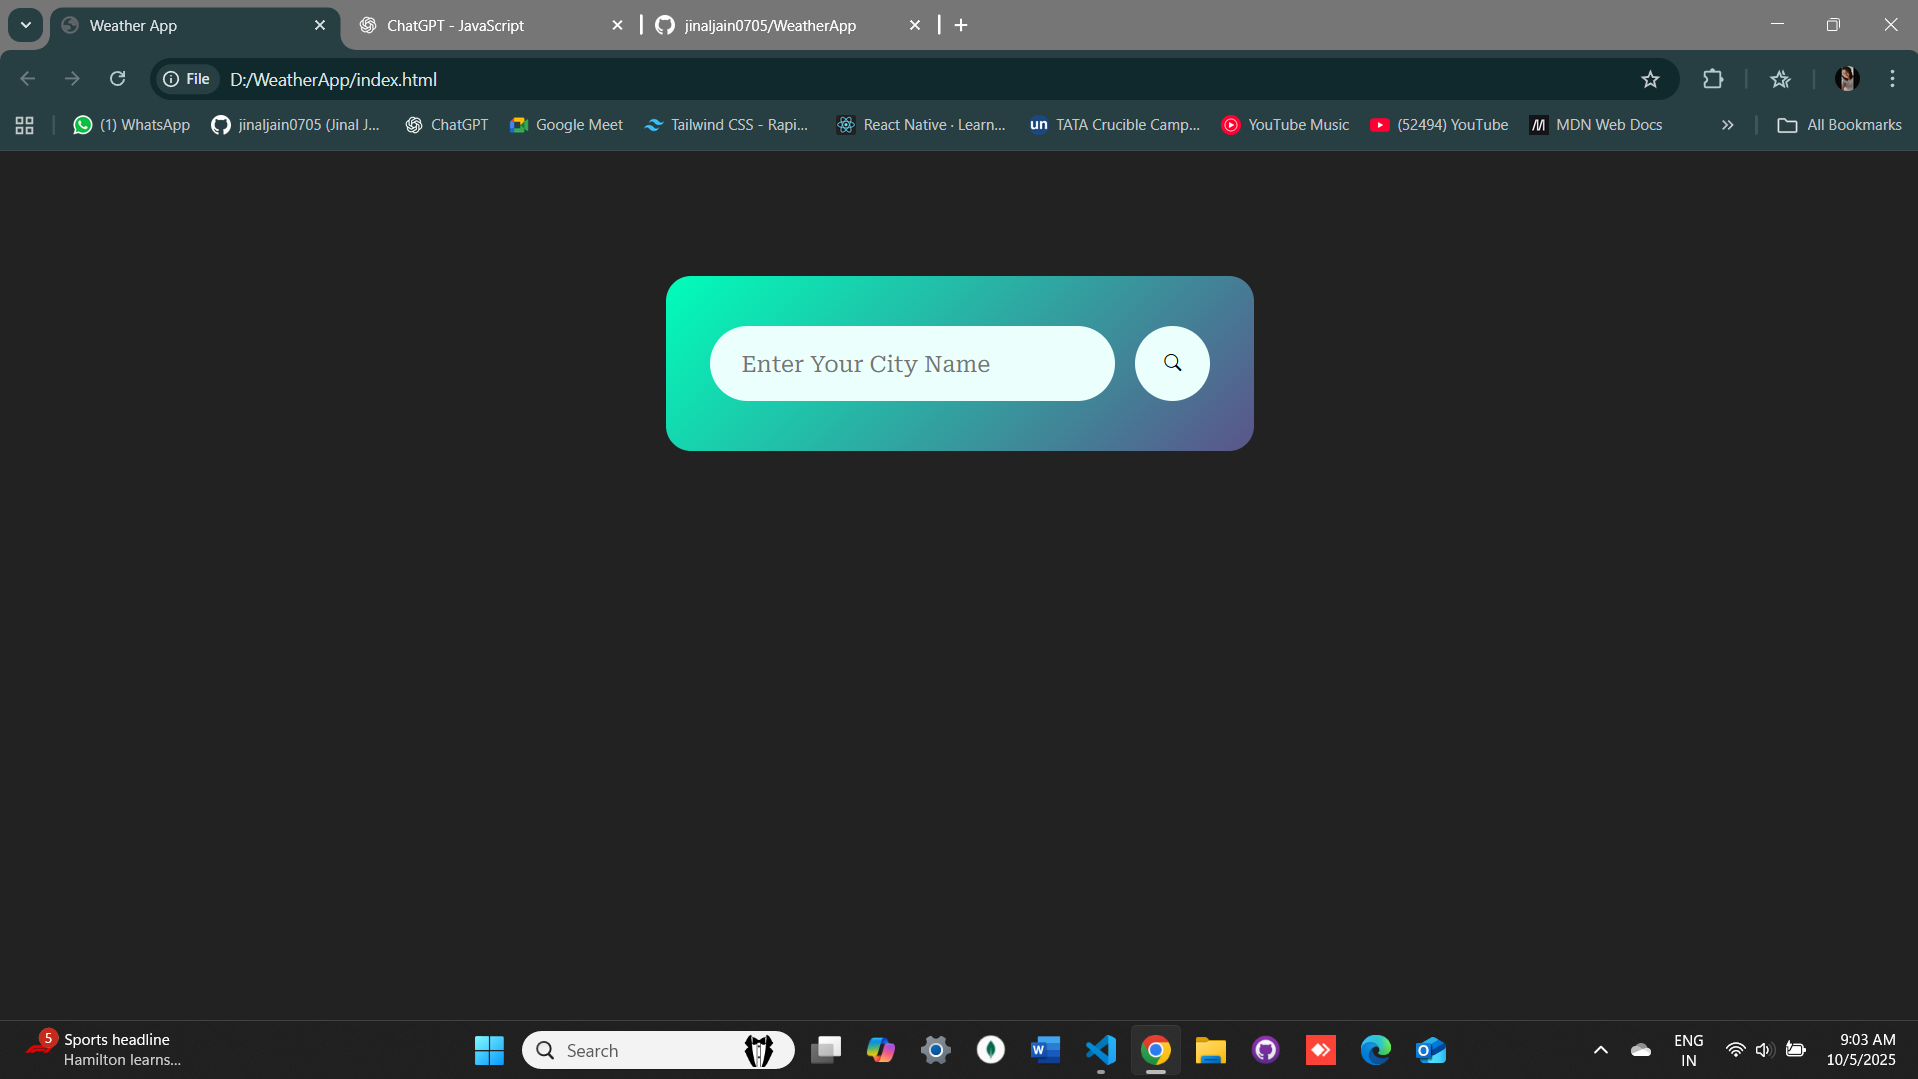 Weather App
ChatGPT - JavaScript
jinaljain0705/WeatherApp
File
D:/WeatherApp/index.html
(1) WhatsApp
jinaljain0705 (Jinal J...
ChatGPT
Google Meet
Tailwind CSS - Rapi...
React Native · Learn...
un
TATA Crucible Camp...
YouTube Music
(52494) YouTube
MDN Web Docs
All Bookmarks
Enter Your City Name
5
Sports headline
Hamilton learns...
Search
W
O
ENG
IN
9:03 AM
10/5/2025